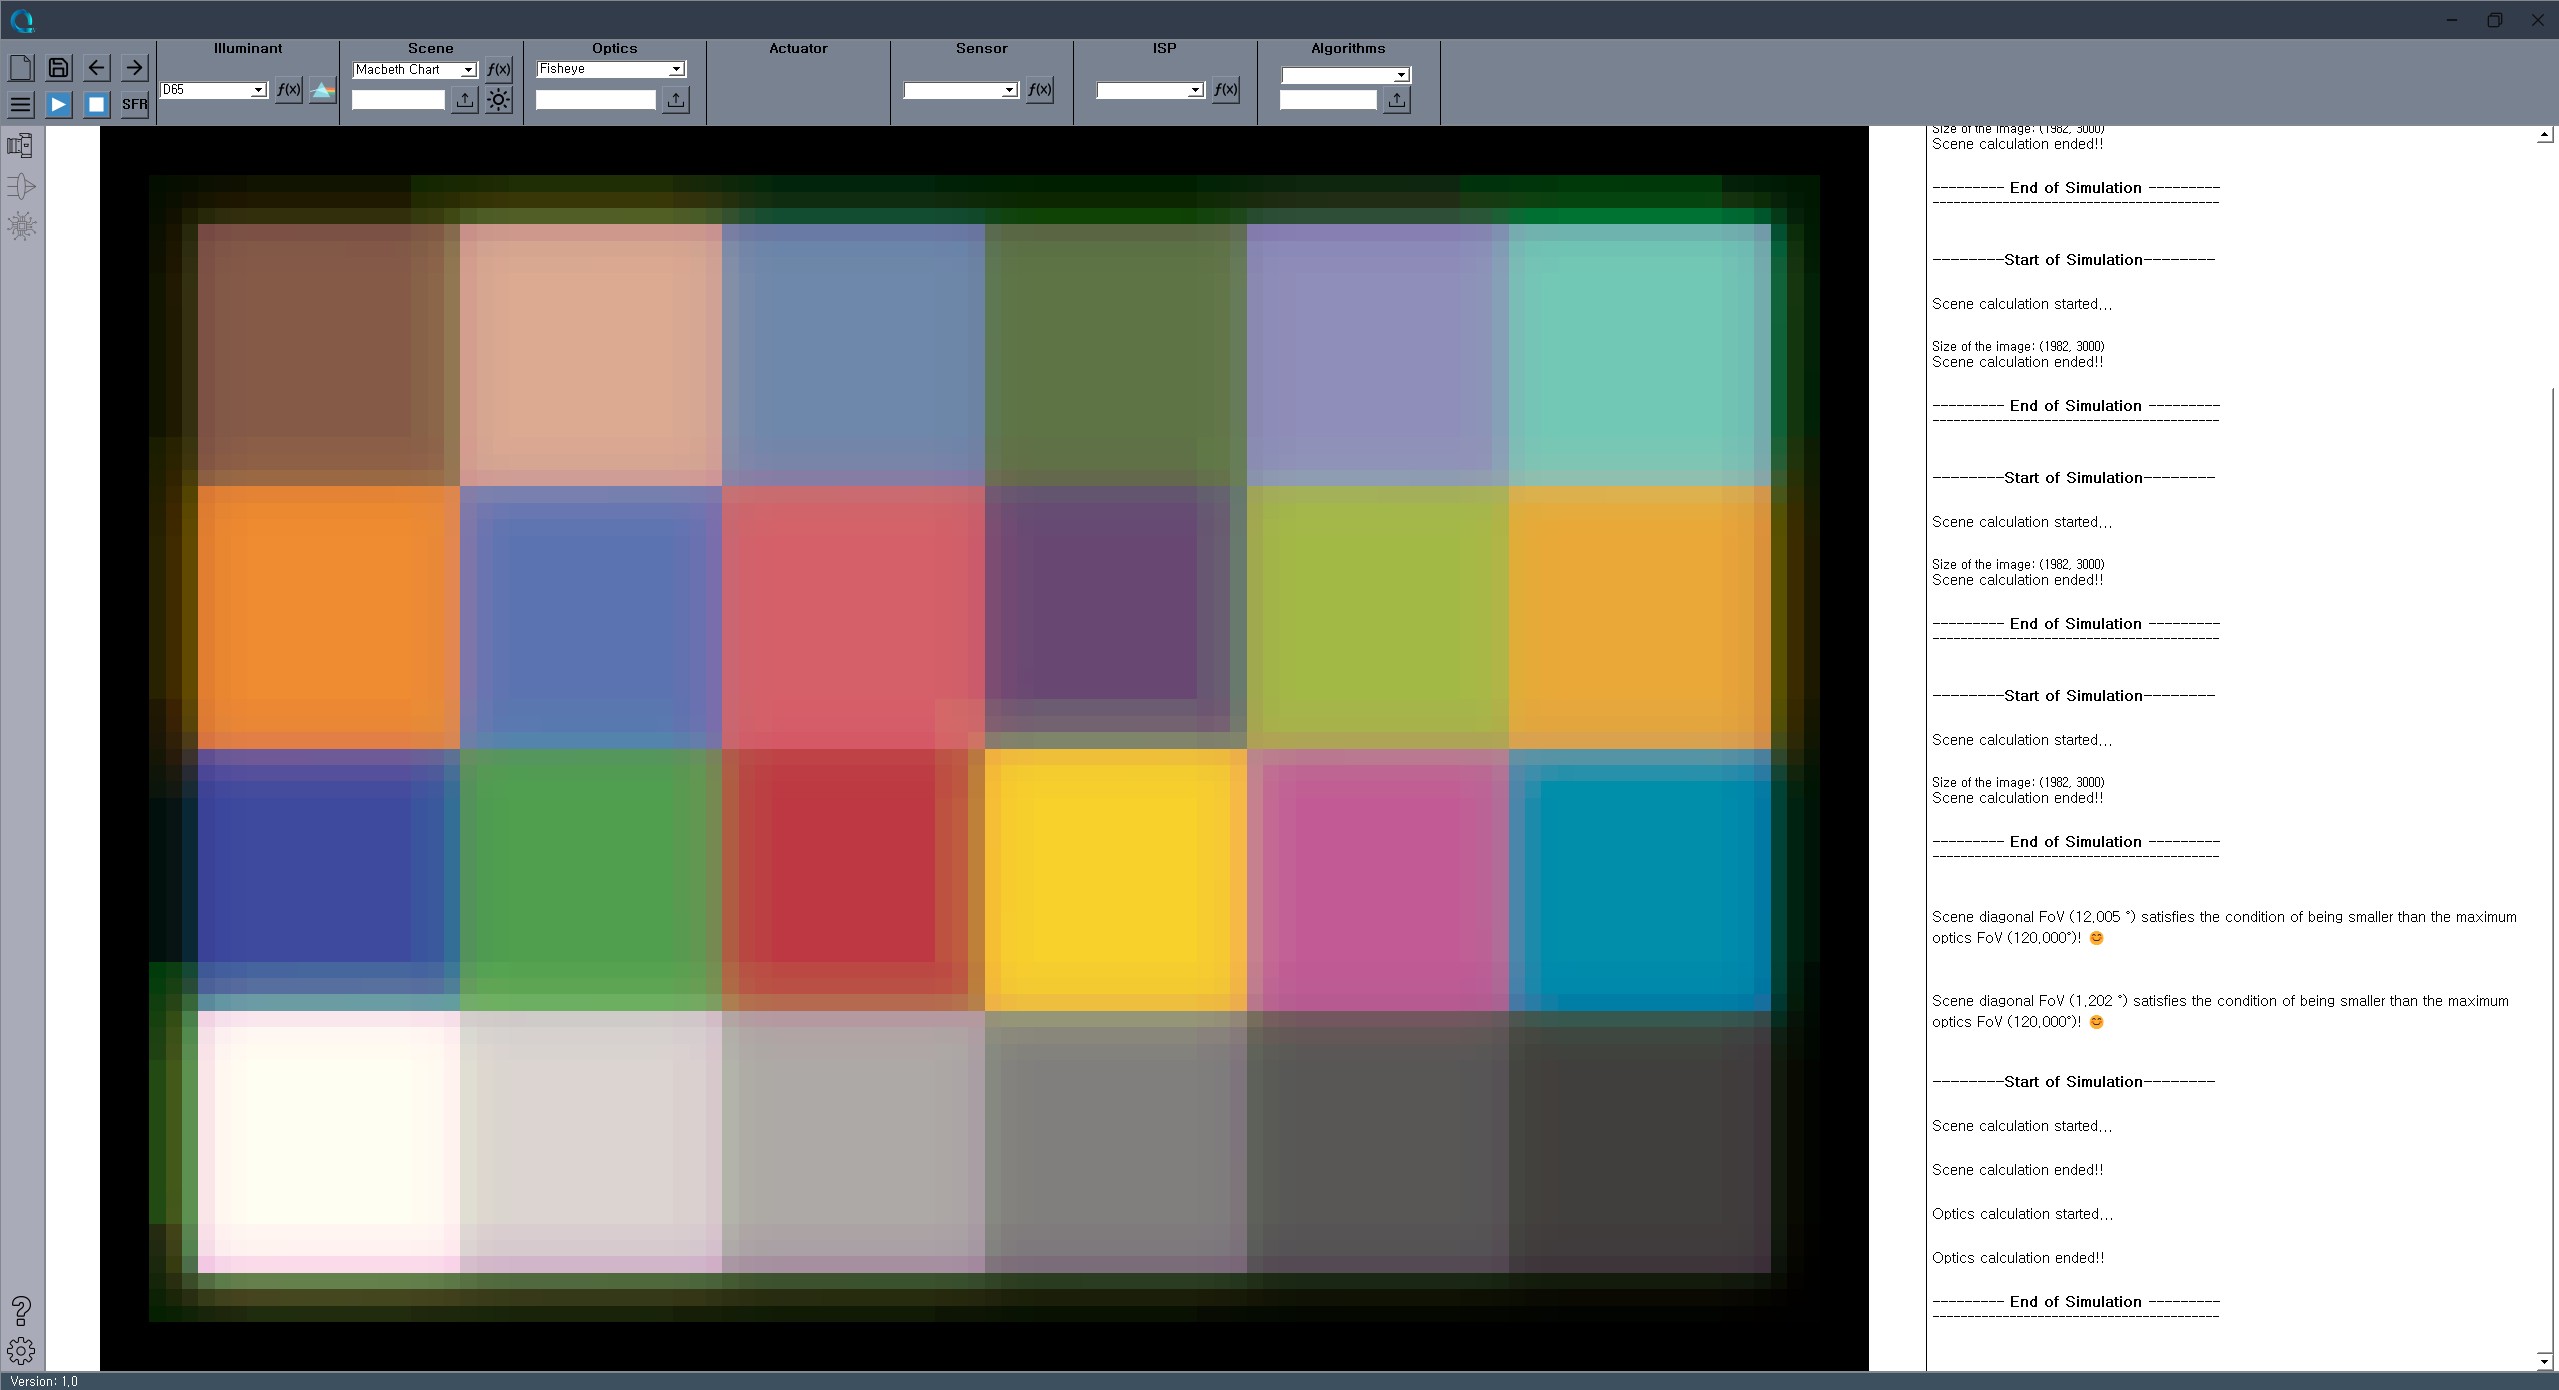 Illuminant Scene Optics Actuator Sensor ISP Algorithms
Macbeth Chart f(x) Fisheye
D65 f(x) f(x) f(x)
SFR
Size of the image: (1982, 3000)
Scene calculation ended!!
--------- End of Simulation ---------
-----------------------------------------
--------Start of Simulation--------
Scene calculation started...
Size of the image: (1982, 3000)
Scene calculation ended!!
--------- End of Simulation ---------
-----------------------------------------
--------Start of Simulation--------
Scene calculation started...
Size of the image: (1982, 3000)
Scene calculation ended!!
--------- End of Simulation ---------
-----------------------------------------
--------Start of Simulation--------
Scene calculation started...
Size of the image: (1982, 3000)
Scene calculation ended!!
--------- End of Simulation ---------
-----------------------------------------
Scene diagonal FoV (12.005 °) satisfies the condition of being smaller than the maximum
optics FoV (120.000°)! 😊
Scene diagonal FoV (1.202 °) satisfies the condition of being smaller than the maximum
optics FoV (120.000°)! 😊
--------Start of Simulation--------
Scene calculation started...
Scene calculation ended!!
Optics calculation started...
Optics calculation ended!!
--------- End of Simulation ---------
-----------------------------------------
Version: 1.0